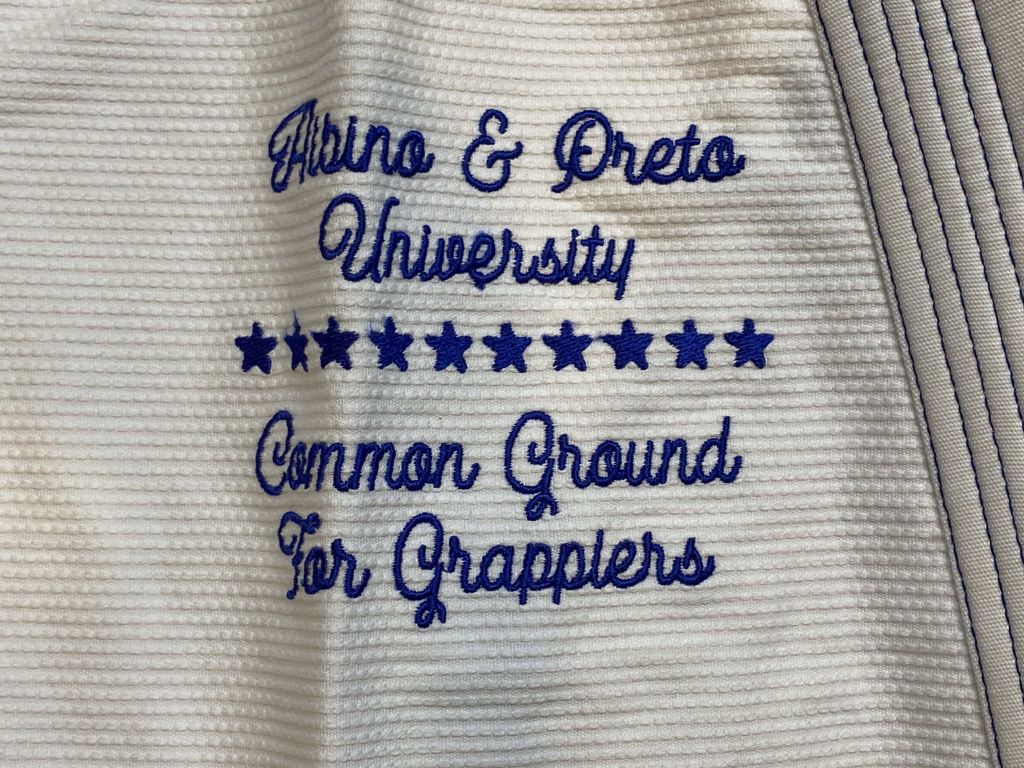 Albino & Preto
University
★★★★★★★★★★
Common Ground
For Grapplers